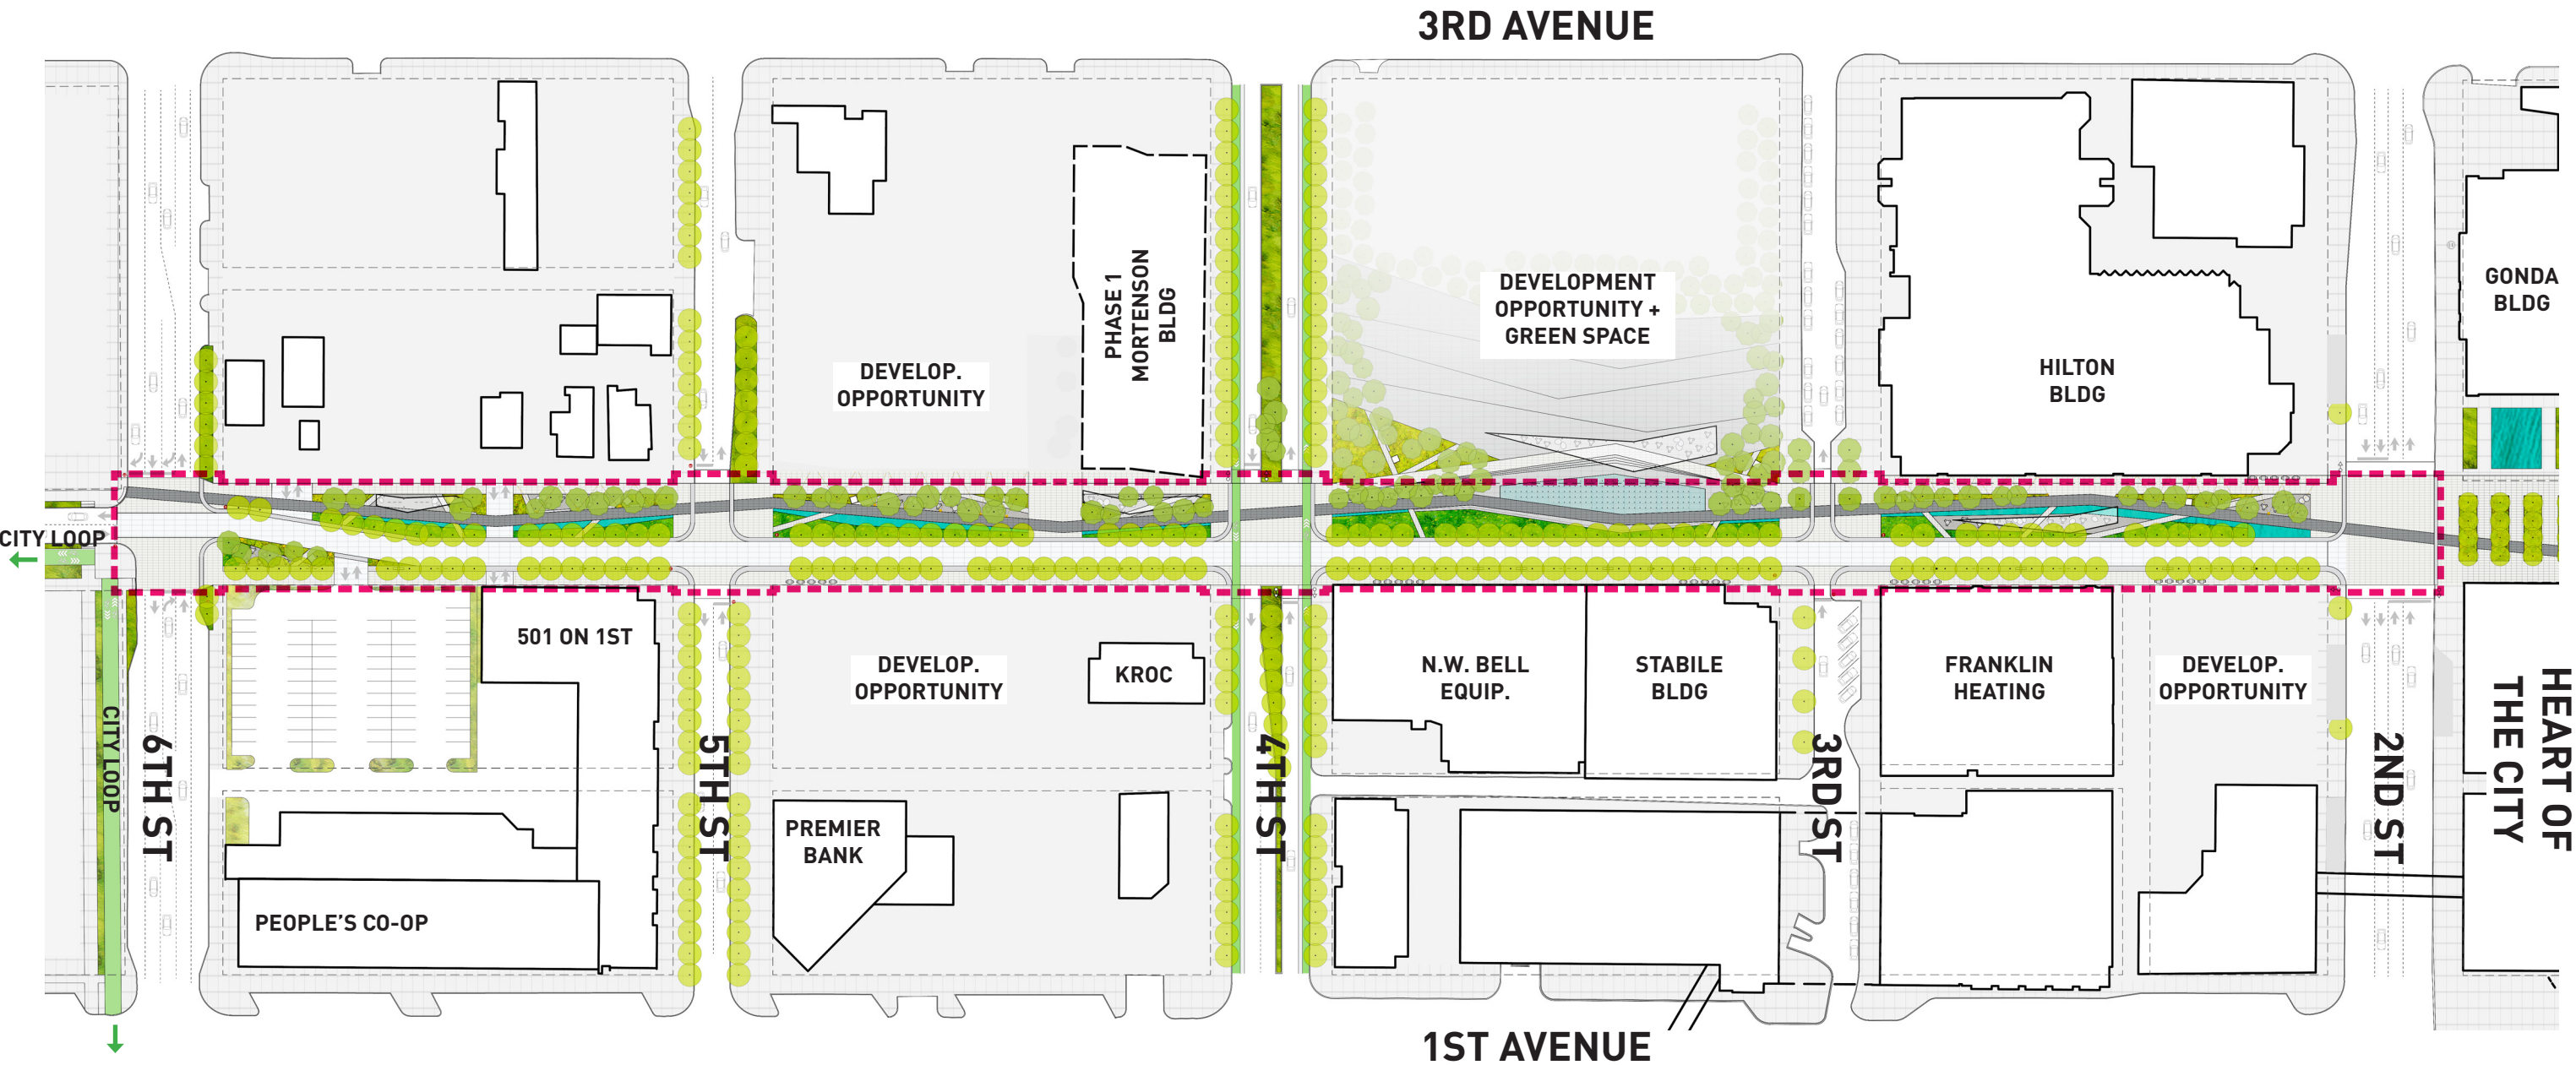 3RD AVENUE
PHASE 1
MORTENSON
BLDG
DEVELOP.
OPPORTUNITY
DEVELOPMENT
OPPORTUNITY +
GREEN SPACE
HILTON
BLDG
GONDA
BLDG
CITY LOOP
501 ON 1ST
DEVELOP.
OPPORTUNITY
KROC
N.W. BELL
EQUIP.
STABILE
BLDG
FRANKLIN
HEATING
DEVELOP.
OPPORTUNITY
HEART OF
THE CITY
CITY LOOP
6TH ST
5TH ST
4TH ST
3RD ST
2ND ST
PREMIER
BANK
PEOPLE'S CO-OP
1ST AVENUE